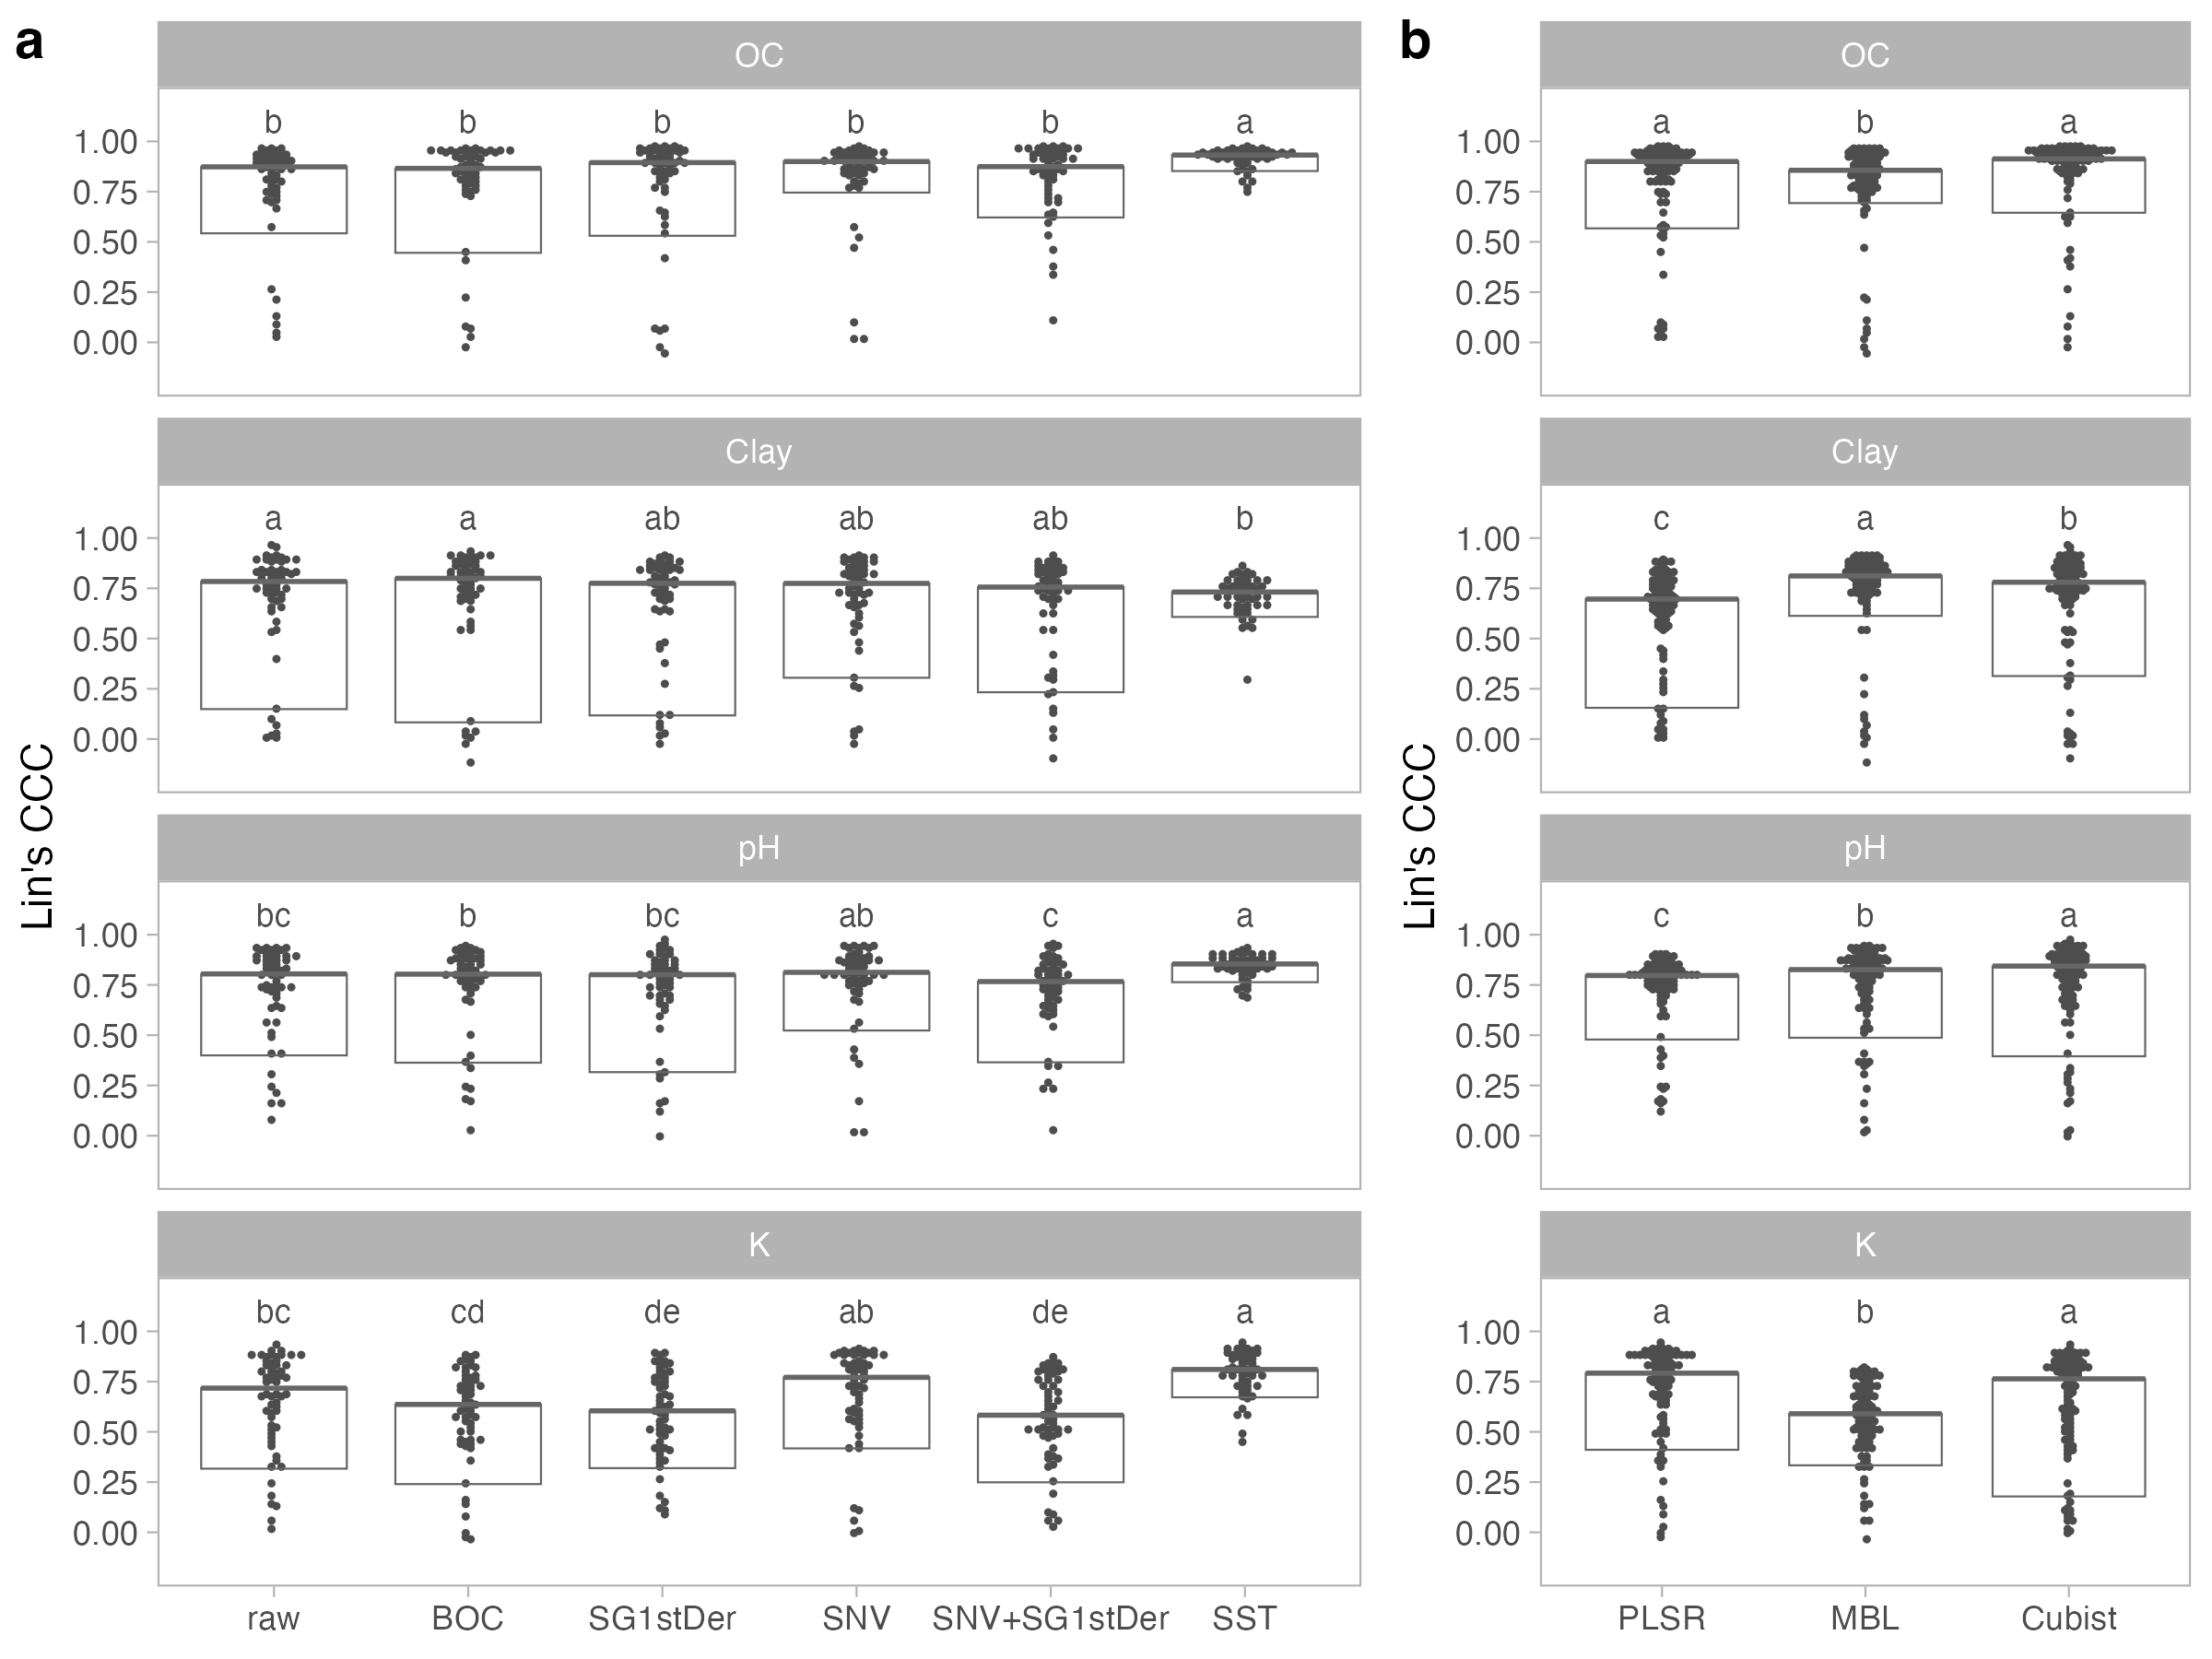 a
OC
b b b b b a
1.00
0.75
0.50
0.25
0.00
Clay
a a ab ab ab b
1.00
0.75
0.50
0.25
0.00
pH
bc b bc ab c a
1.00
0.75
0.50
0.25
0.00
K
bc cd de ab de a
1.00
0.75
0.50
0.25
0.00
Lin's CCC
raw BOC SG1stDer SNV SNV+SG1stDer SST
b
OC
a b a
1.00
0.75
0.50
0.25
0.00
Clay
c a b
1.00
0.75
0.50
0.25
0.00
pH
c b a
1.00
0.75
0.50
0.25
0.00
K
a b a
1.00
0.75
0.50
0.25
0.00
Lin's CCC
PLSR MBL Cubist